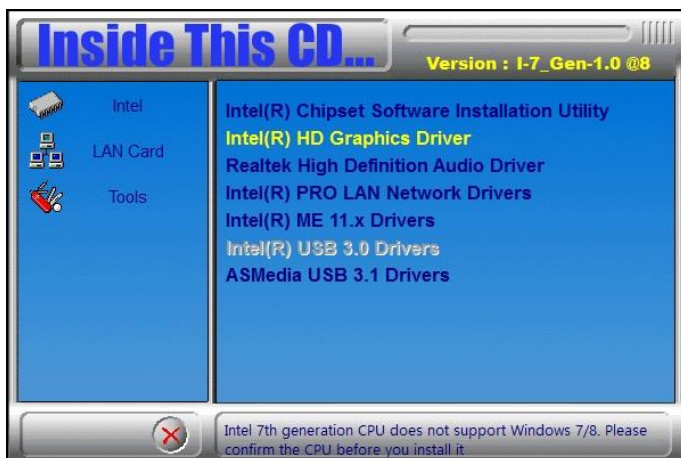 Inside This CD...
Version : I-7_Gen-1.0 @8
Intel
LAN Card
Tools
Intel(R) Chipset Software Installation Utility
Intel(R) HD Graphics Driver
Realtek High Definition Audio Driver
Intel(R) PRO LAN Network Drivers
Intel(R) ME 11.x Drivers
Intel(R) USB 3.0 Drivers
ASMedia USB 3.1 Drivers
Intel 7th generation CPU does not support Windows 7/8. Please
confirm the CPU before you install it